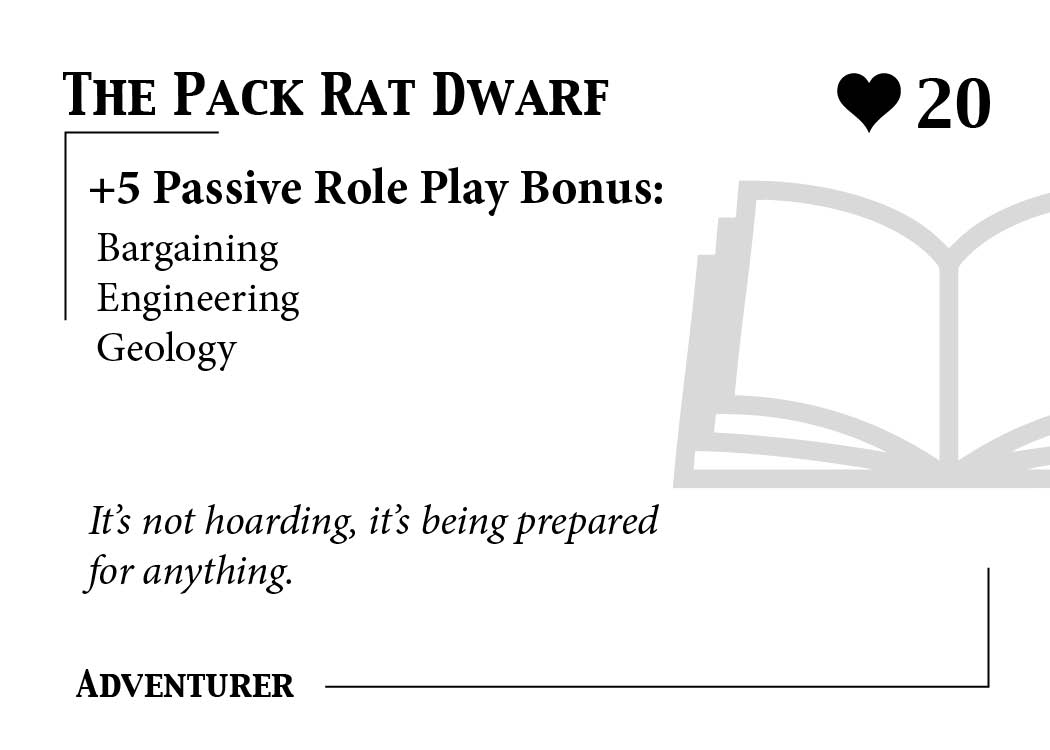 The Pack Rat Dwarf
♥ 20
+5 Passive Role Play Bonus:
Bargaining
Engineering
Geology
It’s not hoarding, it’s being prepared
for anything.
Adventurer